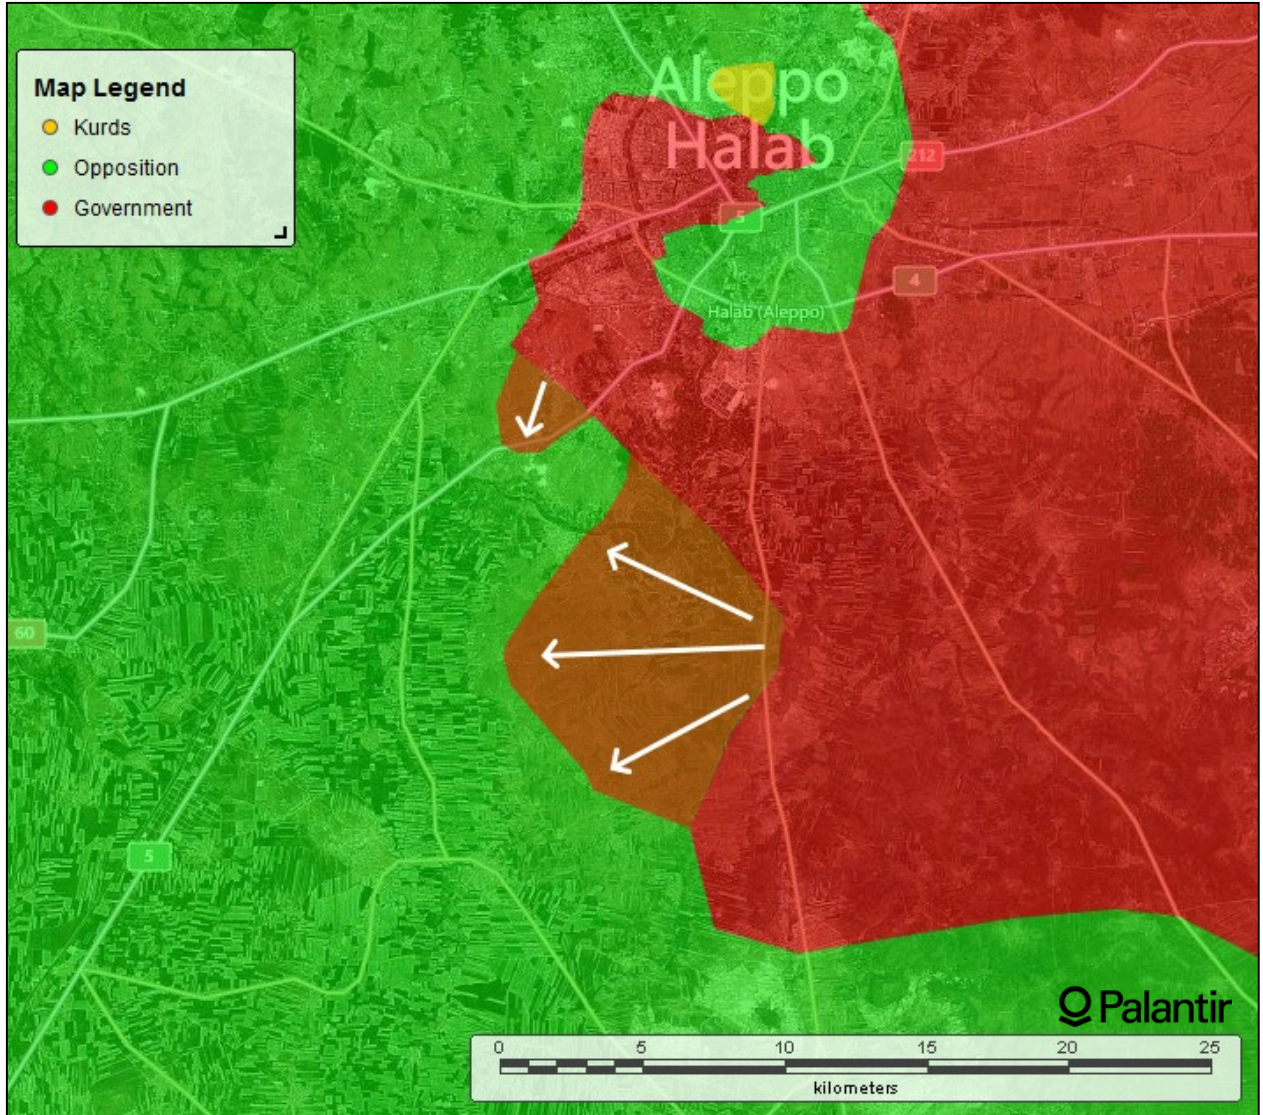 Map Legend
Kurds
Opposition
Government
Aleppo
Halab
212
5
4
Halab (Aleppo)
60
5
Palantir
0 5 10 15 20 25
kilometers